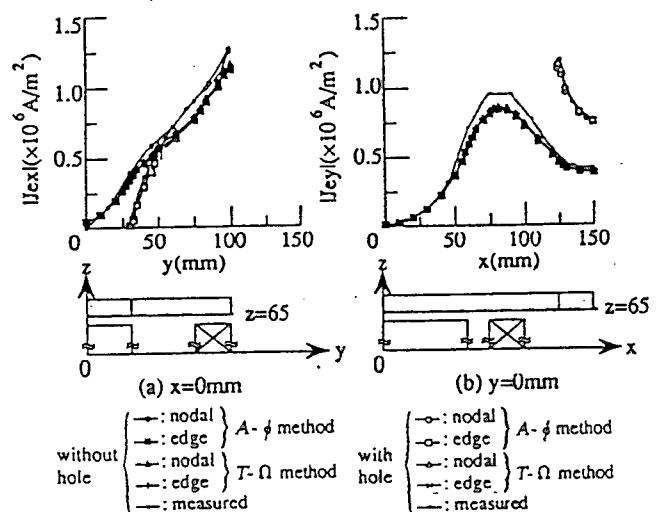 1.5
1.0
0.5
0
|Jex|(×10⁶ A/m²)
0 50 100 150
y(mm)
1.5
1.0
0.5
0
|Jey|(×10⁶ A/m²)
0 50 100 150
x(mm)
z
z=65
0
y
(a) x=0mm
z
z=65
0
x
(b) y=0mm
without hole
: nodal
: edge
A-ϕ method
: nodal
: edge
T-Ω method
: measured
with hole
: nodal
: edge
A-ϕ method
: nodal
: edge
T-Ω method
: measured